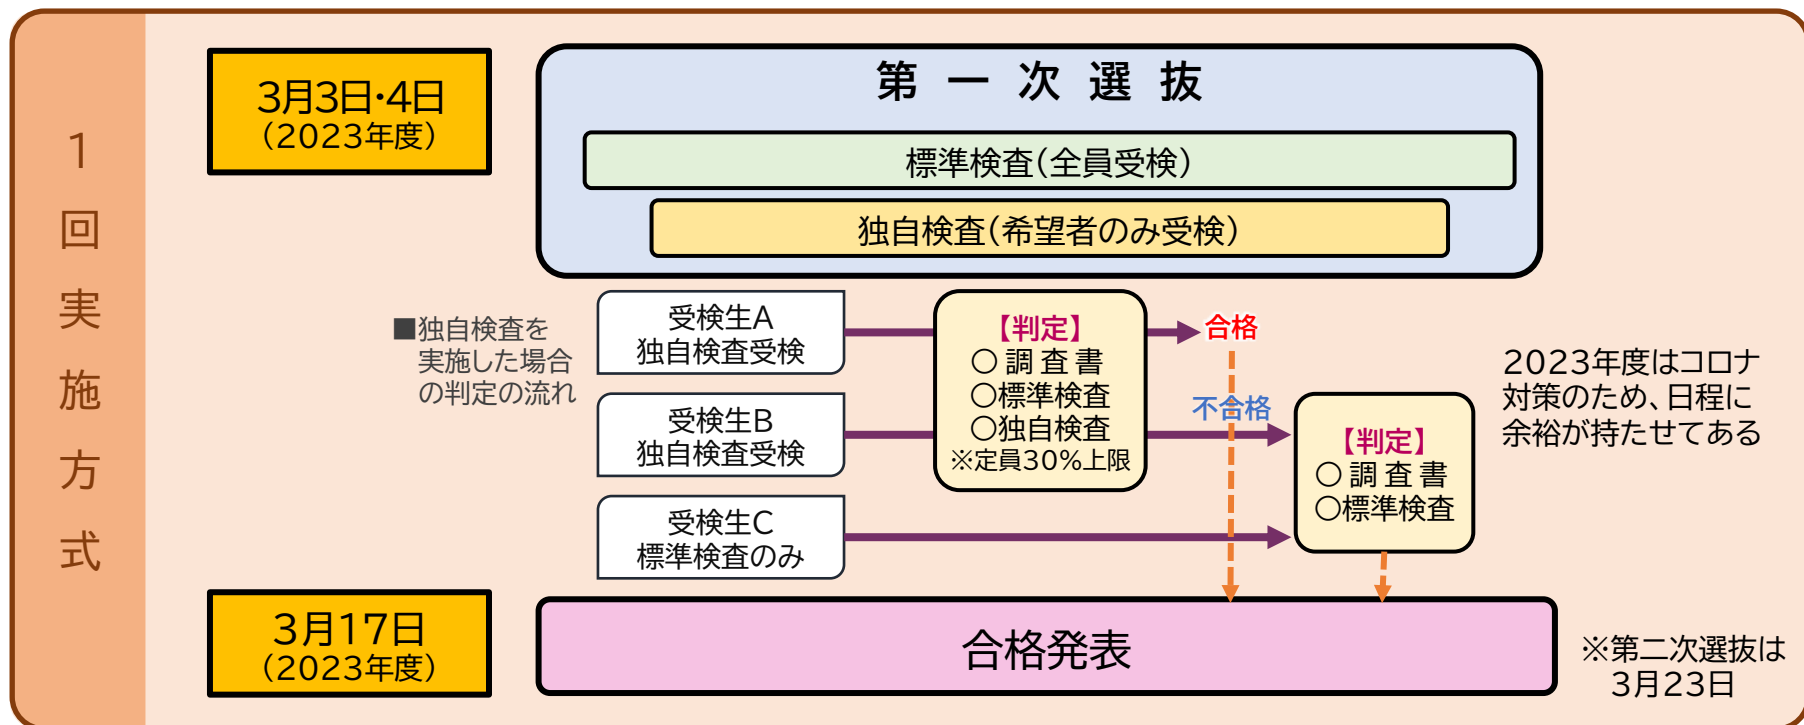 1回実施方式
3月3日・4日
（2023年度）
第一次選抜
標準検査（全員受検）
独自検査（希望者のみ受検）
■独自検査を
実施した場合
の判定の流れ
受検生A
独自検査受検
受検生B
独自検査受検
受検生C
標準検査のみ
【判定】
○調査書
○標準検査
○独自検査
※定員30％上限
合格
不合格
【判定】
○調査書
○標準検査
2023年度はコロナ
対策のため、日程に
余裕が持たせてある
3月17日
（2023年度）
合格発表
※第二次選抜は
3月23日